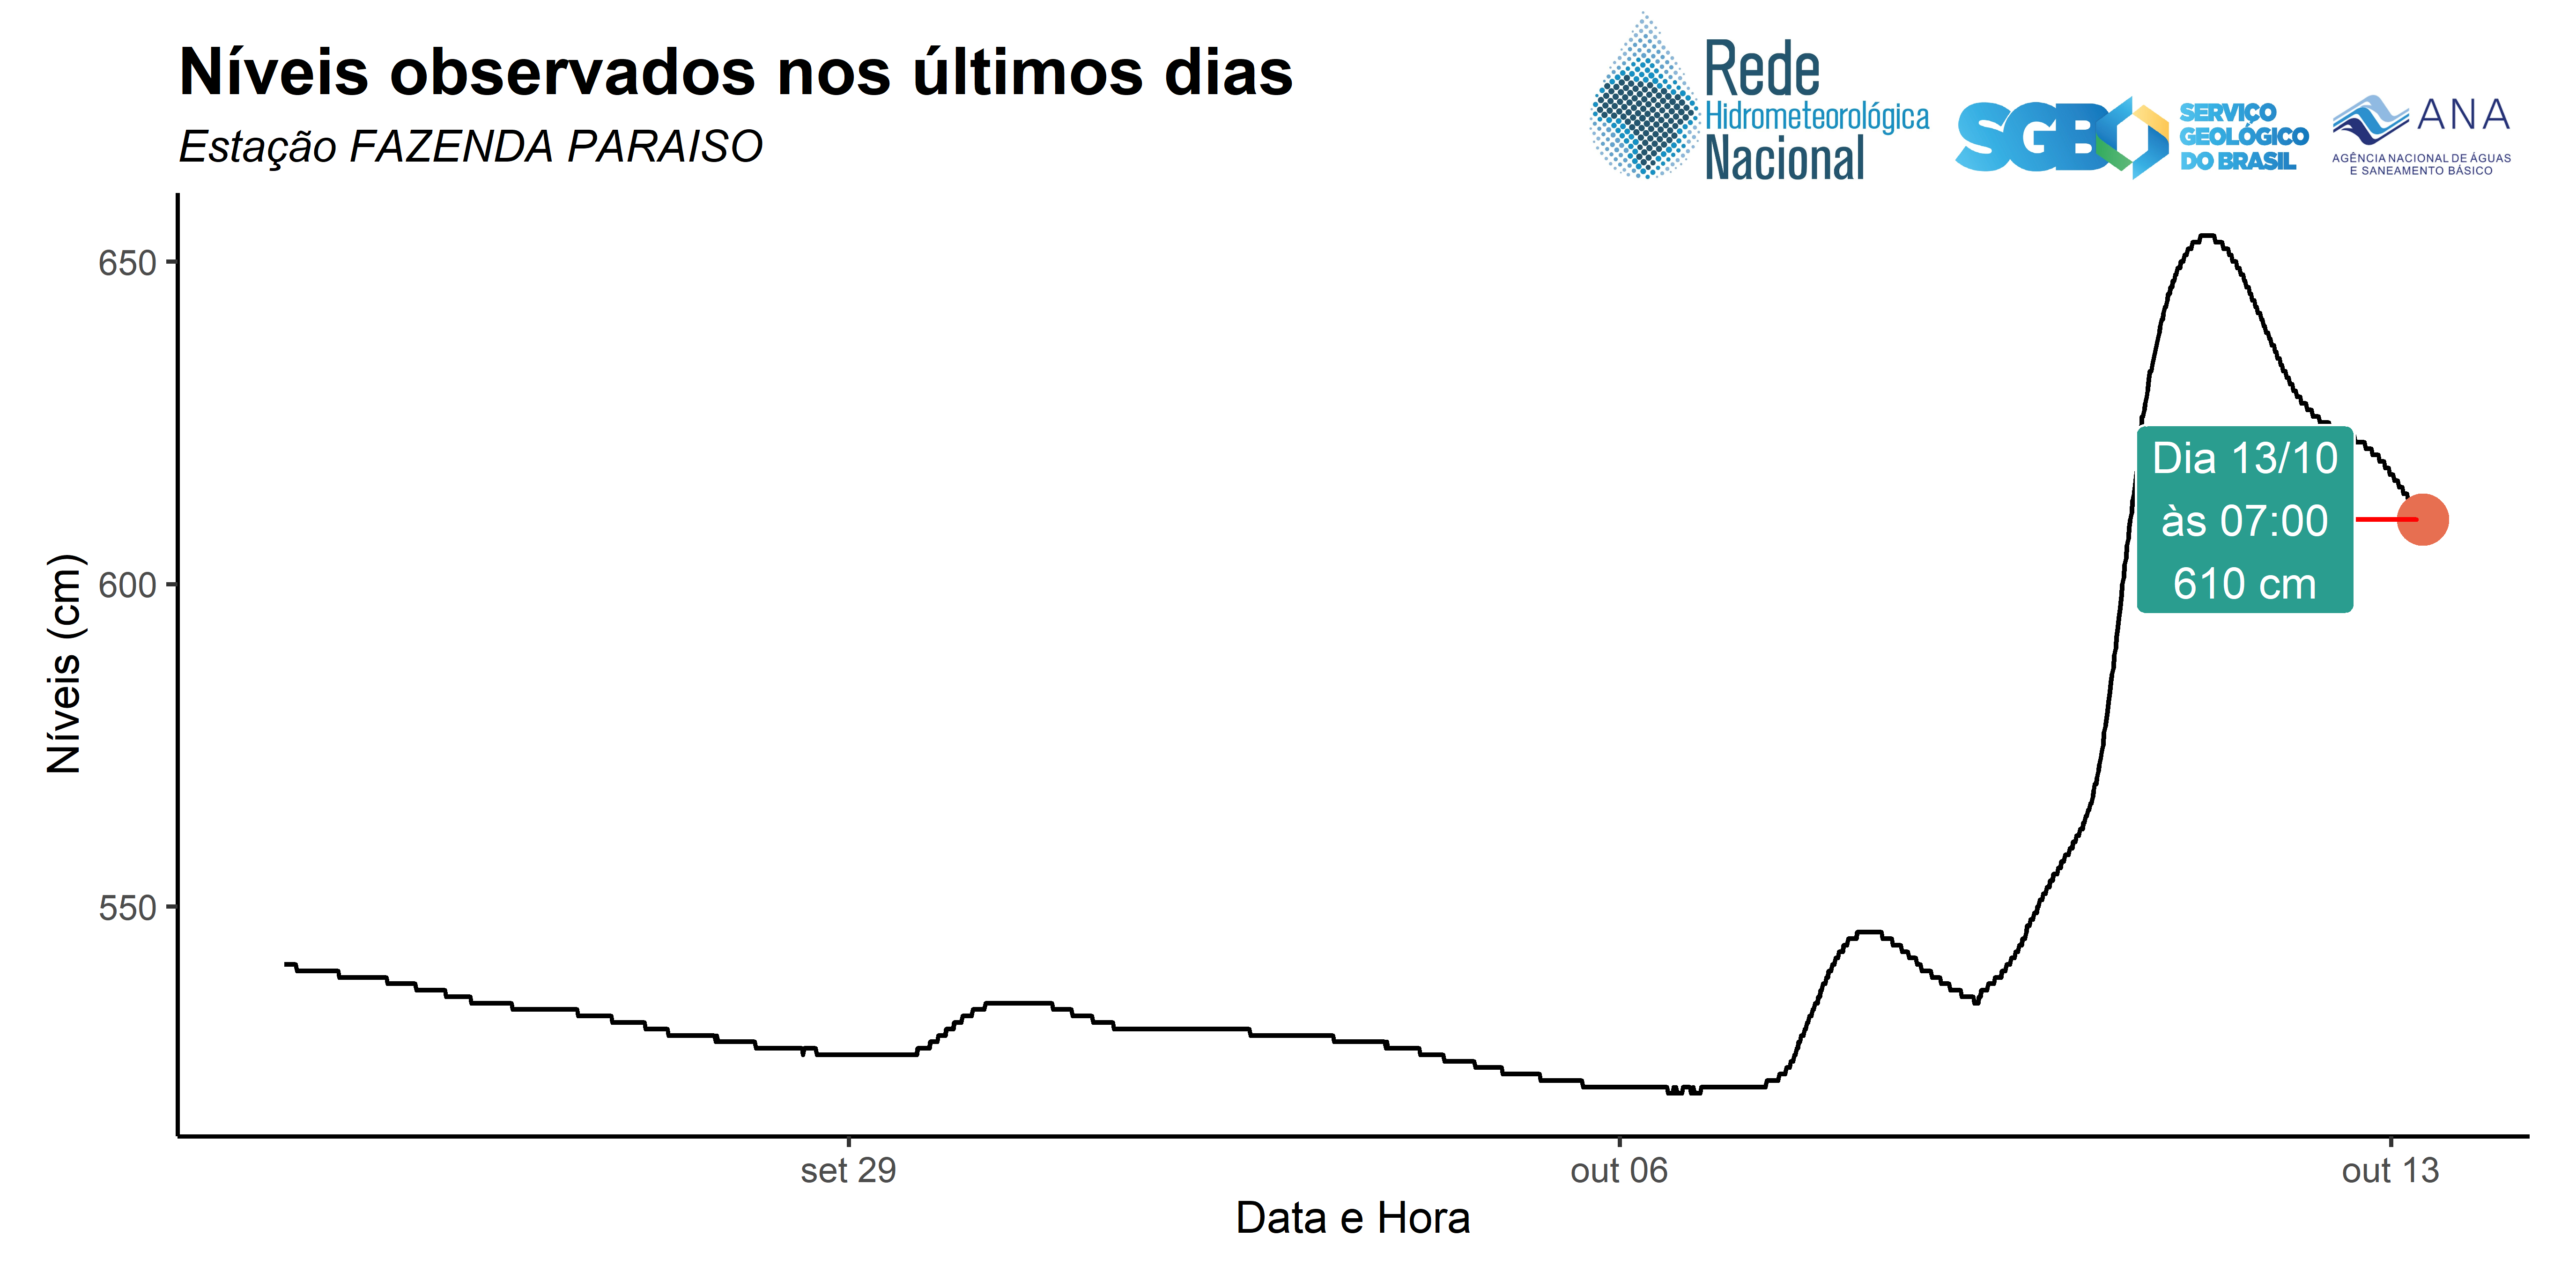 Níveis observados nos últimos dias
Estação FAZENDA PARAISO
Rede
Hidrometeorológica
Nacional
SGB
SERVIÇO
GEOLÓGICO
DO BRASIL
ANA
AGÊNCIA NACIONAL DE ÁGUAS
E SANEAMENTO BÁSICO
Níveis (cm)
650
600
550
Dia 13/10
às 07:00
610 cm
set 29
out 06
out 13
Data e Hora